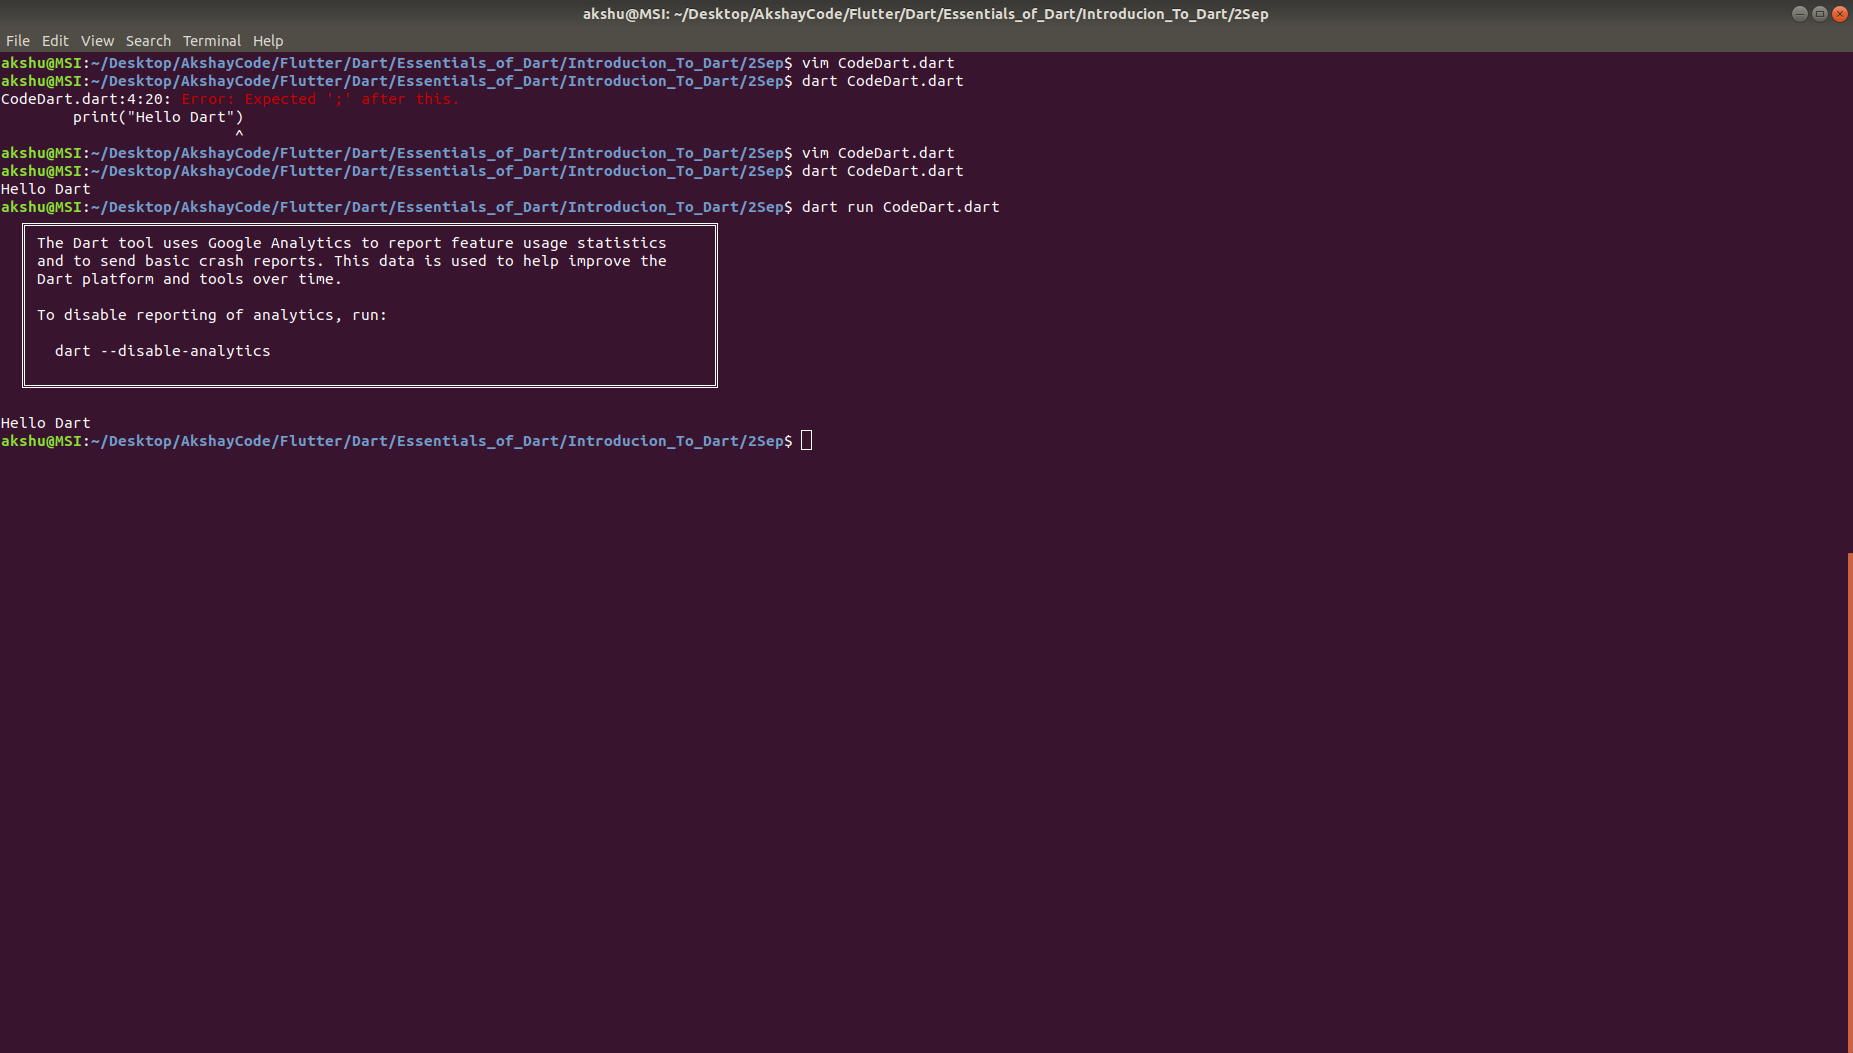 akshu@MSI: ~/Desktop/AkshayCode/Flutter/Dart/Essentials_of_Dart/Introducion_To_Dart/2Sep
File Edit View Search Terminal Help
akshu@MSI:~/Desktop/AkshayCode/Flutter/Dart/Essentials_of_Dart/Introducion_To_Dart/2Sep$ vim CodeDart.dart
akshu@MSI:~/Desktop/AkshayCode/Flutter/Dart/Essentials_of_Dart/Introducion_To_Dart/2Sep$ dart CodeDart.dart
CodeDart.dart:4:20: Error: Expected ';' after this.
        print("Hello Dart")
                          ^
akshu@MSI:~/Desktop/AkshayCode/Flutter/Dart/Essentials_of_Dart/Introducion_To_Dart/2Sep$ vim CodeDart.dart
akshu@MSI:~/Desktop/AkshayCode/Flutter/Dart/Essentials_of_Dart/Introducion_To_Dart/2Sep$ dart CodeDart.dart
Hello Dart
akshu@MSI:~/Desktop/AkshayCode/Flutter/Dart/Essentials_of_Dart/Introducion_To_Dart/2Sep$ dart run CodeDart.dart
The Dart tool uses Google Analytics to report feature usage statistics
and to send basic crash reports. This data is used to help improve the
Dart platform and tools over time.
To disable reporting of analytics, run:
dart --disable-analytics
Hello Dart
akshu@MSI:~/Desktop/AkshayCode/Flutter/Dart/Essentials_of_Dart/Introducion_To_Dart/2Sep$